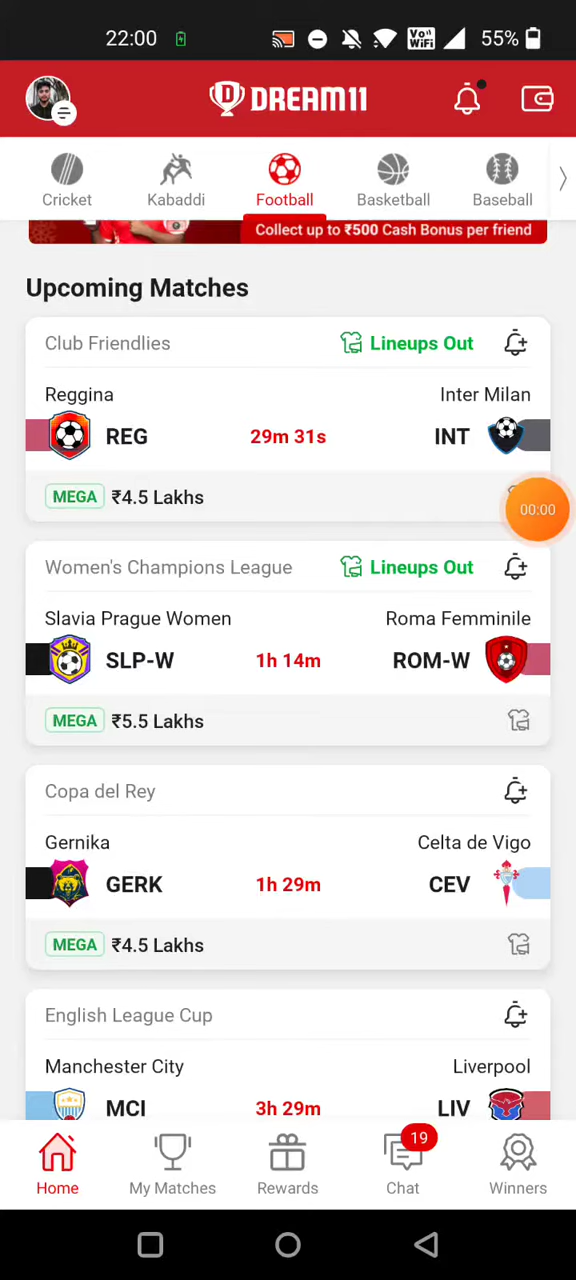 22:00
Vo WiFi
55%
DREAM11
Cricket
Kabaddi
Football
Basketball
Baseball
Collect up to ₹500 Cash Bonus per friend
Upcoming Matches
Club Friendlies
Lineups Out
Reggina
Inter Milan
REG
29m 31s
INT
MEGA ₹4.5 Lakhs
00:00
Women's Champions League
Lineups Out
Slavia Prague Women
Roma Femminile
SLP-W
1h 14m
ROM-W
MEGA ₹5.5 Lakhs
Copa del Rey
Gernika
Celta de Vigo
GERK
1h 29m
CEV
MEGA ₹4.5 Lakhs
English League Cup
Manchester City
Liverpool
MCI
3h 29m
LIV
19
Home
My Matches
Rewards
Chat
Winners